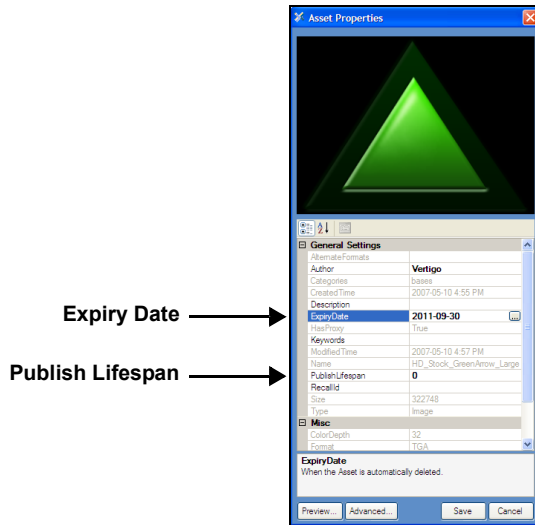 Asset Properties
General Settings
AlternateFormats
Author Vertigo
Categories bases
CreatedTime 2007-05-10 4:55 PM
Description
Expiry Date
ExpiryDate 2011-09-30 ...
HasProxy True
Keywords
ModifiedTime 2007-05-10 4:57 PM
Name HD_Stock_GreenArrow_Large
Publish Lifespan
PublishLifespan 0
RecallId
Size 322748
Type Image
Misc
ColorDepth 32
Format TGA
ExpiryDate
When the Asset is automatically deleted.
Preview... Advanced... Save Cancel